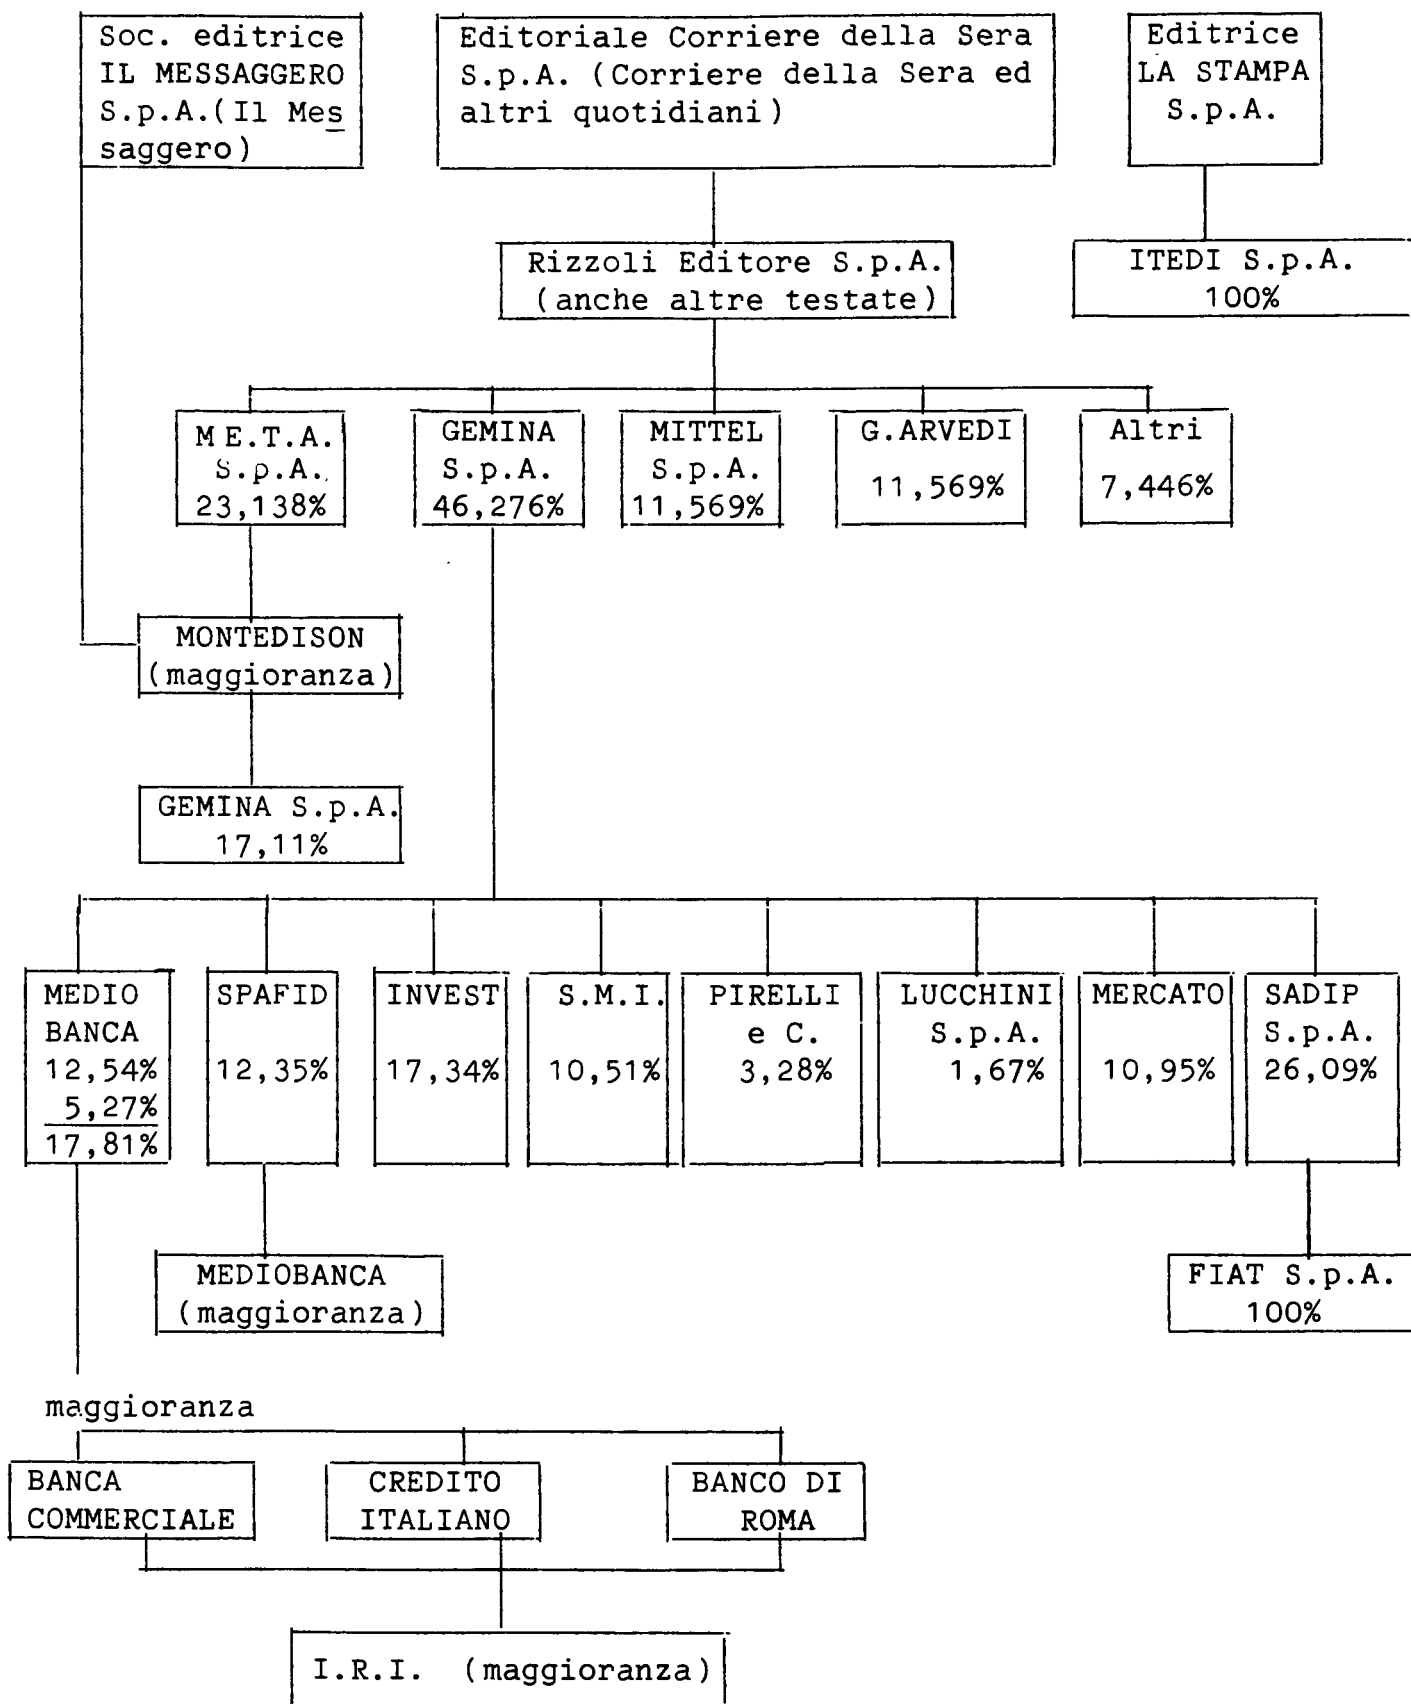 Soc. editrice
IL MESSAGGERO
S.p.A.(Il Mes
saggero)
Editoriale Corriere della Sera
S.p.A. (Corriere della Sera ed
altri quotidiani)
Editrice
LA STAMPA
S.p.A.
Rizzoli Editore S.p.A.
(anche altre testate)
ITEDI S.p.A.
100%
M E.T.A.
S.p.A.
23,138%
GEMINA
S.p.A.
46,276%
MITTEL
S.p.A.
11,569%
G.ARVEDI
11,569%
Altri
7,446%
MONTEDISON
(maggioranza)
GEMINA S.p.A.
17,11%
MEDIO
BANCA
12,54%
5,27%
17,81%
SPAFID
12,35%
INVEST
17,34%
S.M.I.
10,51%
PIRELLI
e C.
3,28%
LUCCHINI
S.p.A.
1,67%
MERCATO
10,95%
SADIP
S.p.A.
26,09%
MEDIOBANCA
(maggioranza)
FIAT S.p.A.
100%
maggioranza
BANCA
COMMERCIALE
CREDITO
ITALIANO
BANCO DI
ROMA
I.R.I. (maggioranza)